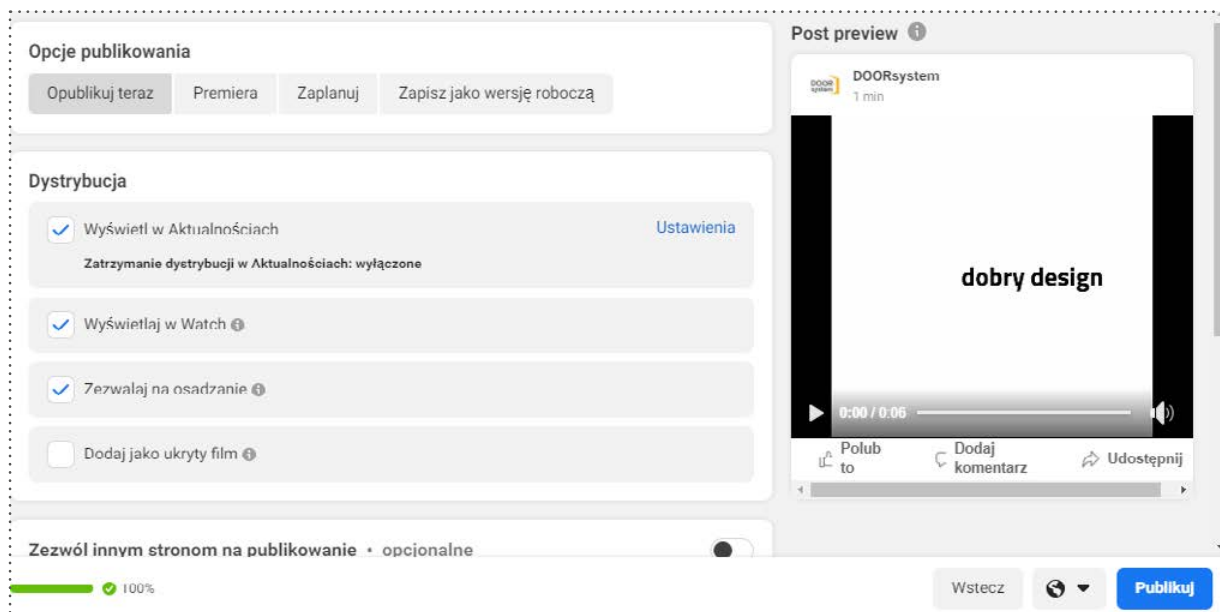 Opcje publikowania
Opublikuj teraz
Premiera
Zaplanuj
Zapisz jako wersję roboczą
Dystrybucja
Wyświetl w Aktualnościach
Ustawienia
Zatrzymanie dystrybucji w Aktualnościach: wyłączone
Wyświetlaj w Watch
Zezwalaj na osadzanie
Dodaj jako ukryty film
Zezwól innym stronom na publikowanie • opcjonalne
Post preview
DOOR
system
DOORsystem
1 min
dobry design
0:00 / 0:06
Polub
to
Dodaj
komentarz
Udostępnij
100%
Wstecz
Publikuj